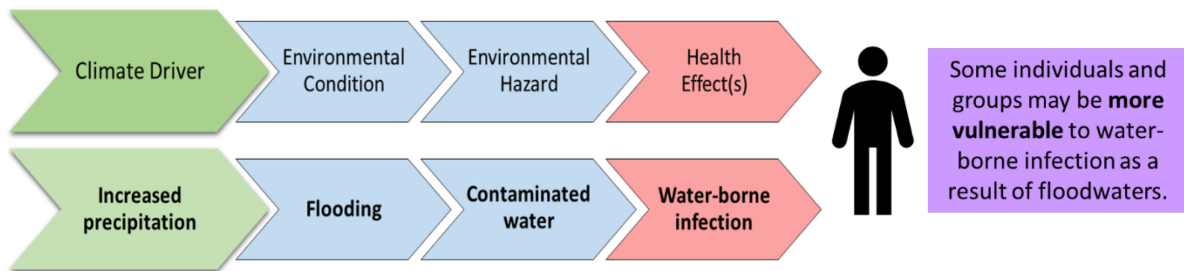 Climate Driver
Environmental
Condition
Environmental
Hazard
Health
Effect(s)
Increased
precipitation
Flooding
Contaminated
water
Water-borne
infection
Some individuals and
groups may be more
vulnerable to water-
borne infection as a
result of floodwaters.